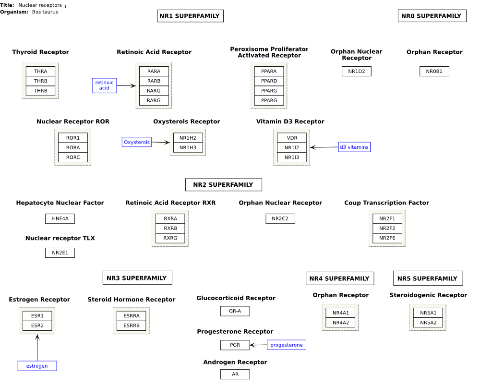 Title: Nuclear receptors
Organism: Bos taurus
NR1 SUPERFAMILY
NR0 SUPERFAMILY
Thyroid Receptor
THRA
THRB
THRB
Retinoic Acid Receptor
retinoic
acid
RARA
RARB
RARG
RARG
Peroxisome Proliferator
Activated Receptor
PPARA
PPARD
PPARG
PPARG
Orphan Nuclear
Receptor
NR1D2
Orphan Receptor
NR0B1
Nuclear Receptor ROR
ROR1
RORA
RORC
Oxysterols Receptor
Oxysterols
NR1H2
NR1H3
Vitamin D3 Receptor
VDR
NR1I2
NR1I3
d3 vitamins
NR2 SUPERFAMILY
Hepatocyte Nuclear Factor
HNF4A
Retinoic Acid Receptor RXR
RXRA
RXRB
RXRG
Orphan Nuclear Receptor
NR2C2
Coup Transcription Factor
NR2F1
NR2F2
NR2F6
Nuclear receptor TLX
NR2E1
NR3 SUPERFAMILY
NR4 SUPERFAMILY
NR5 SUPERFAMILY
Estrogen Receptor
ESR1
ESR2
estrogen
Steroid Hormone Receptor
ESRRA
ESRRG
Glucocorticoid Receptor
GR-A
Progesterone Receptor
PGR
progesterone
Androgen Receptor
AR
Orphan Receptor
NR4A1
NR4A2
Steroidogenic Receptor
NR5A1
NR5A2